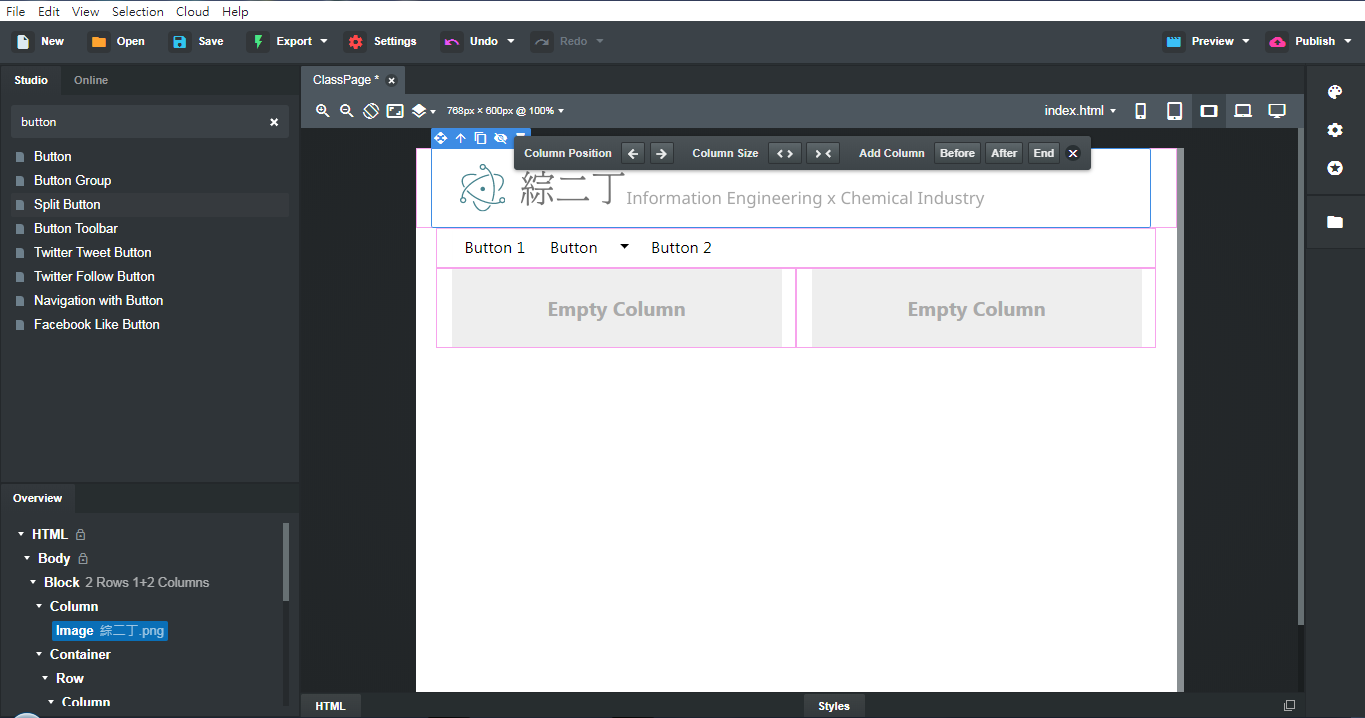 File Edit View Selection Cloud Help
New Open Save Export Settings Undo Redo Preview Publish
Studio Online
button
Button
Button Group
Split Button
Button Toolbar
Twitter Tweet Button
Twitter Follow Button
Navigation with Button
Facebook Like Button
Overview
HTML
Body
Block 2 Rows 1+2 Columns
Column
Image 綜二丁.png
Container
Row
Column
ClassPage *
768px × 600px @ 100%
index.html
Column Position Column Size Add Column Before After End
綜二丁 Information Engineering x Chemical Industry
Button 1 Button Button 2
Empty Column Empty Column
HTML Styles